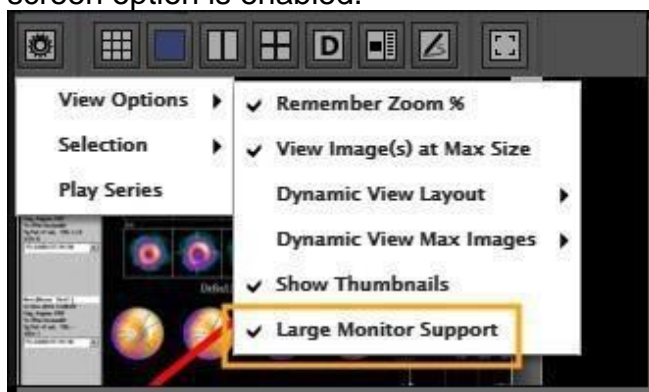 screen option is enabled.
D
View Options
Selection
Play Series
Remember Zoom %
View Image(s) at Max Size
Dynamic View Layout
Dynamic View Max Images
Show Thumbnails
Large Monitor Support